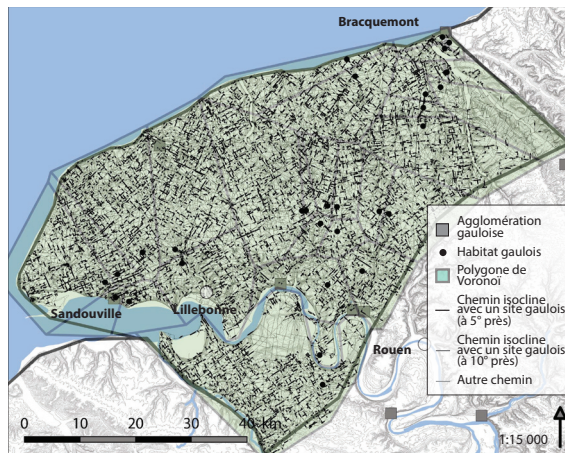 Bracquemont
Agglomération
gauloise
Habitat gaulois
Polygone de
Voronoï
Chemin isocline
avec un site gaulois
(à 5° près)
Chemin isocline
avec un site gaulois
(à 10° près)
Autre chemin
Sandouville
Lillebonne
Rouen
0 10 20 30 40 km
1:15 000